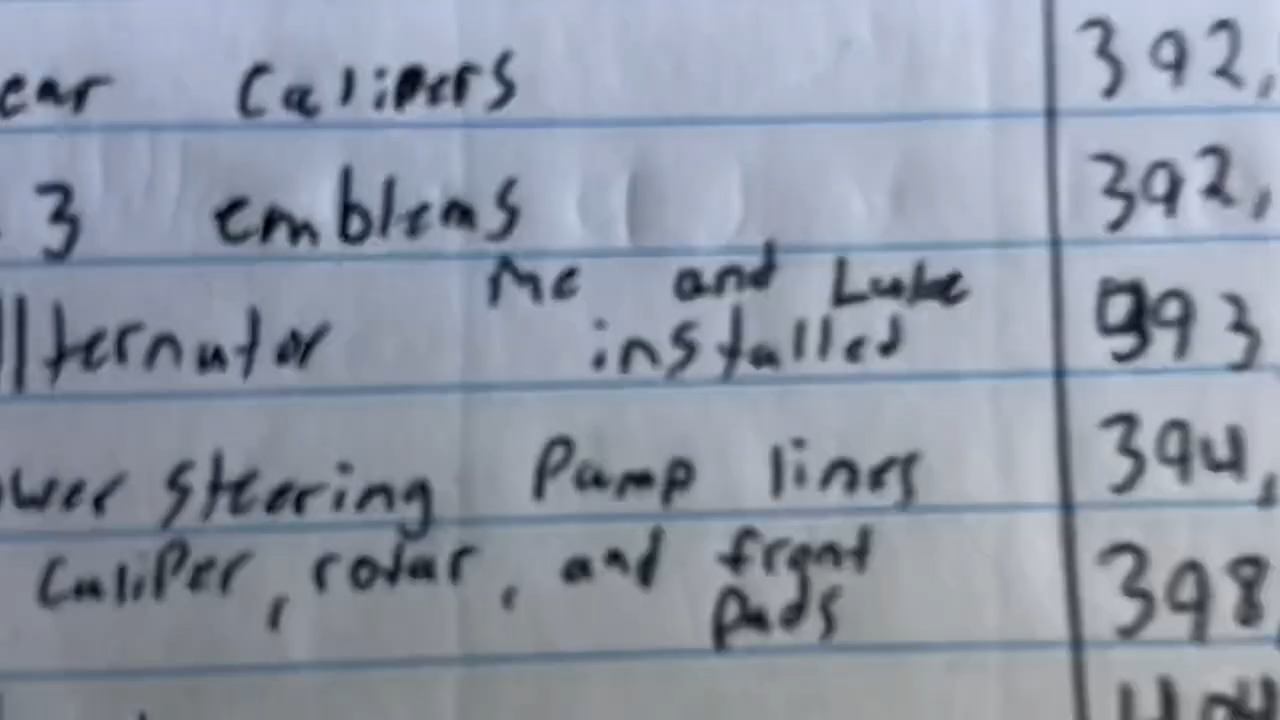 ear Calipers 392,
3 emblems 392,
me and Luke
lternator installed 393
ower steering Pump lines 394,
Caliper, rotar, and front 398
pads